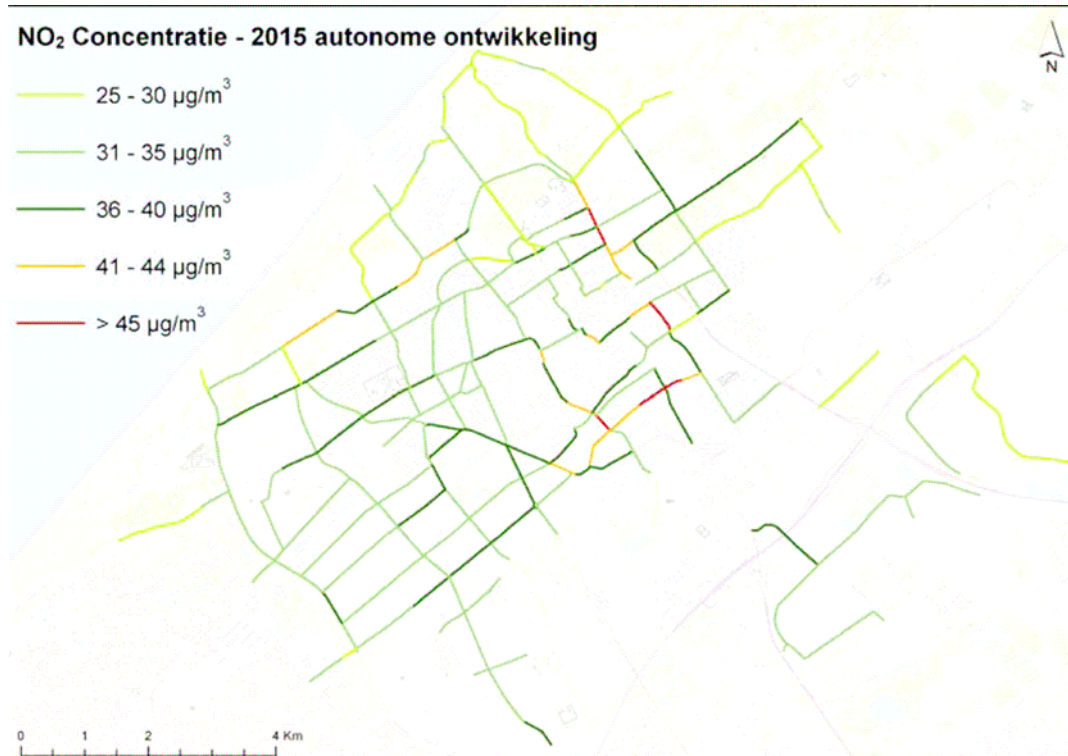 NO₂ Concentratie - 2015 autonome ontwikkeling
25 - 30 µg/m³
31 - 35 µg/m³
36 - 40 µg/m³
41 - 44 µg/m³
> 45 µg/m³
N
0 1 2 4 Km